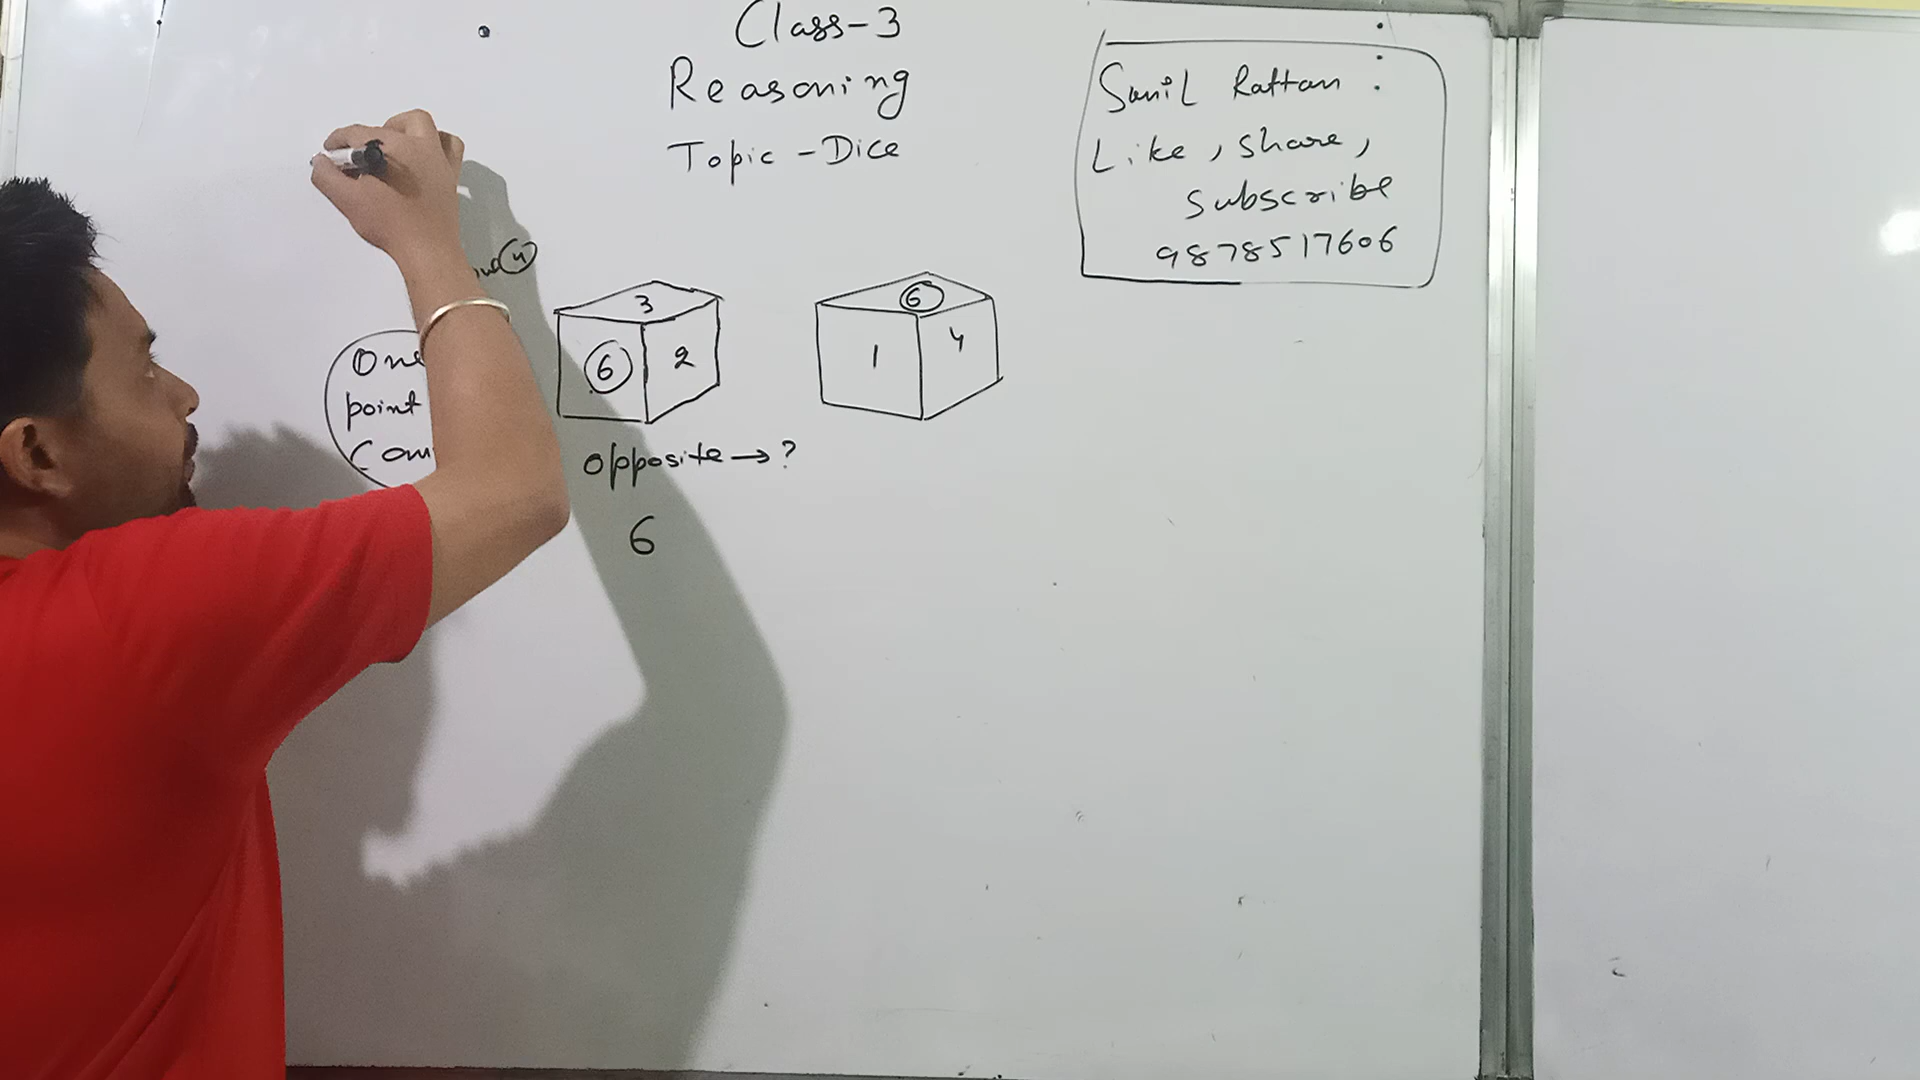 Class-3
Reasoning
Topic - Dice
Sunil Rattan :
Like, Share,
Subscribe
9878517606
4
3
6
2
6
1
4
One
point
opposite → ?
6